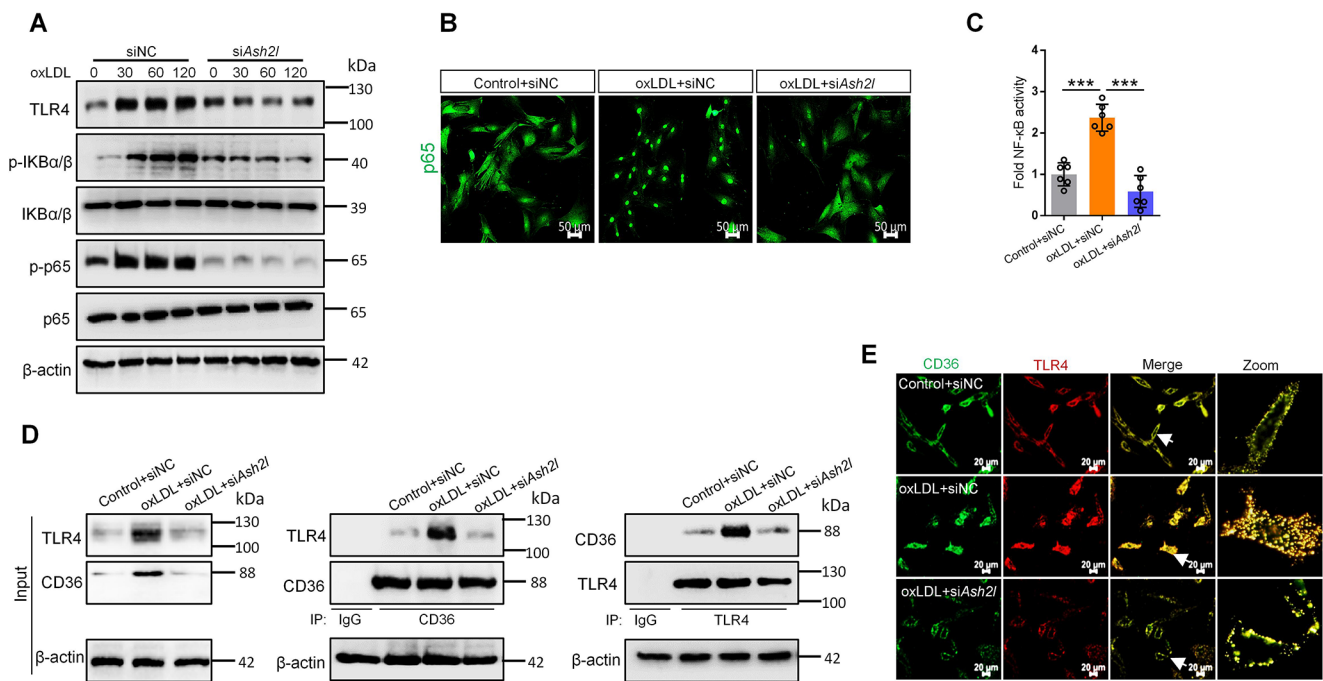 A
siNC siAsh2l
oxLDL 0 30 60 120 0 30 60 120 kDa
TLR4 130
100
p-IKBα/β 40
IKBα/β 39
p-p65 65
p65 65
β-actin 42
B
Control+siNC oxLDL+siNC oxLDL+siAsh2l
p65
50 µm 50 µm 50 µm
C
Fold NF-κB activity
4
3
2
1
0
*** ***
Control+siNC
oxLDL+siNC
oxLDL+siAsh2l
D
Input
Control+siNC oxLDL+siNC oxLDL+siAsh2l kDa
TLR4 130
100
CD36 88
β-actin 42
Control+siNC oxLDL+siNC oxLDL+siAsh2l kDa
TLR4 130
100
CD36 88
IP: IgG CD36
β-actin 42
Control+siNC oxLDL+siNC oxLDL+siAsh2l kDa
CD36 88
TLR4 130
100
IP: IgG TLR4
β-actin 42
E
CD36 TLR4 Merge Zoom
Control+siNC
20 µm 20 µm 20 µm
oxLDL+siNC
20 µm 20 µm 20 µm
oxLDL+siAsh2l
20 µm 20 µm 20 µm